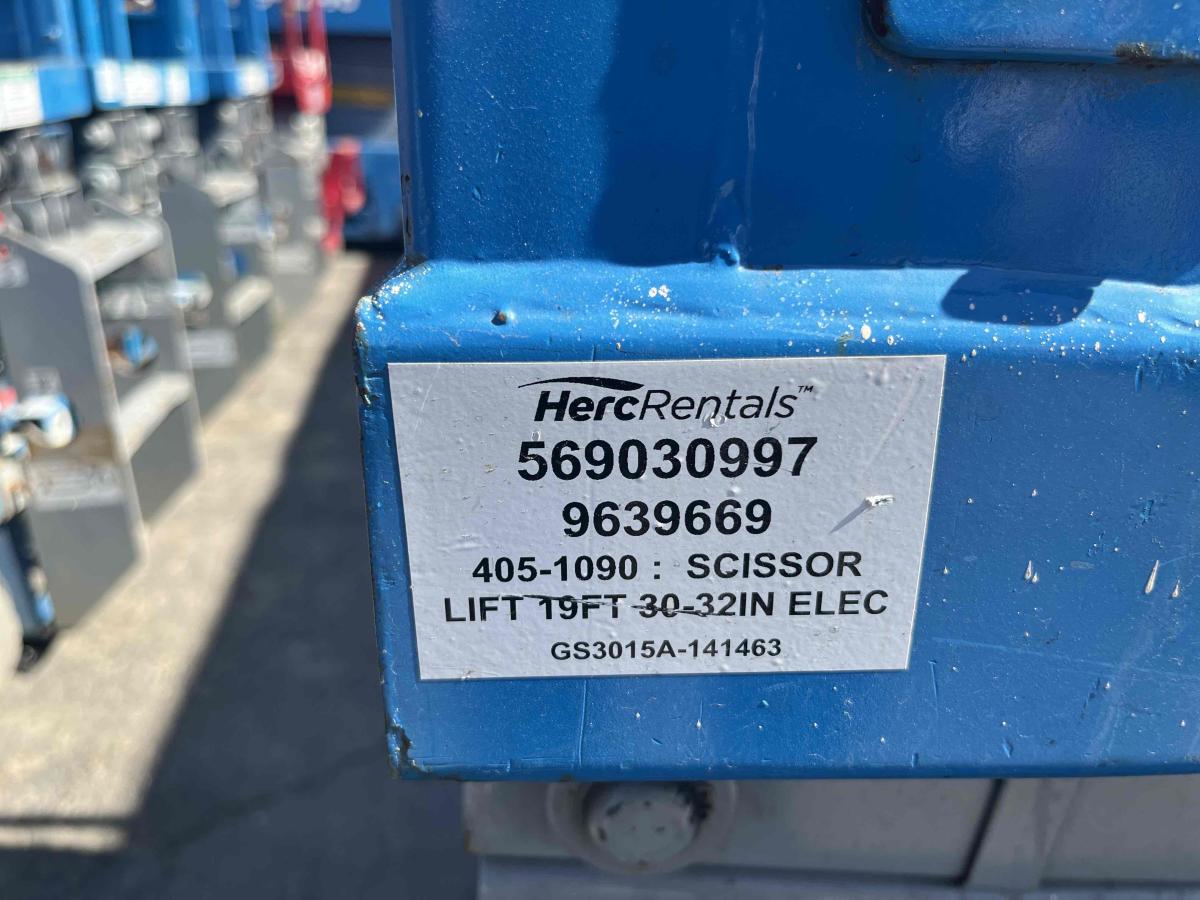 HercRentals™
569030997
9639669
405-1090 : SCISSOR
LIFT 19FT 30-32IN ELEC
GS3015A-141463